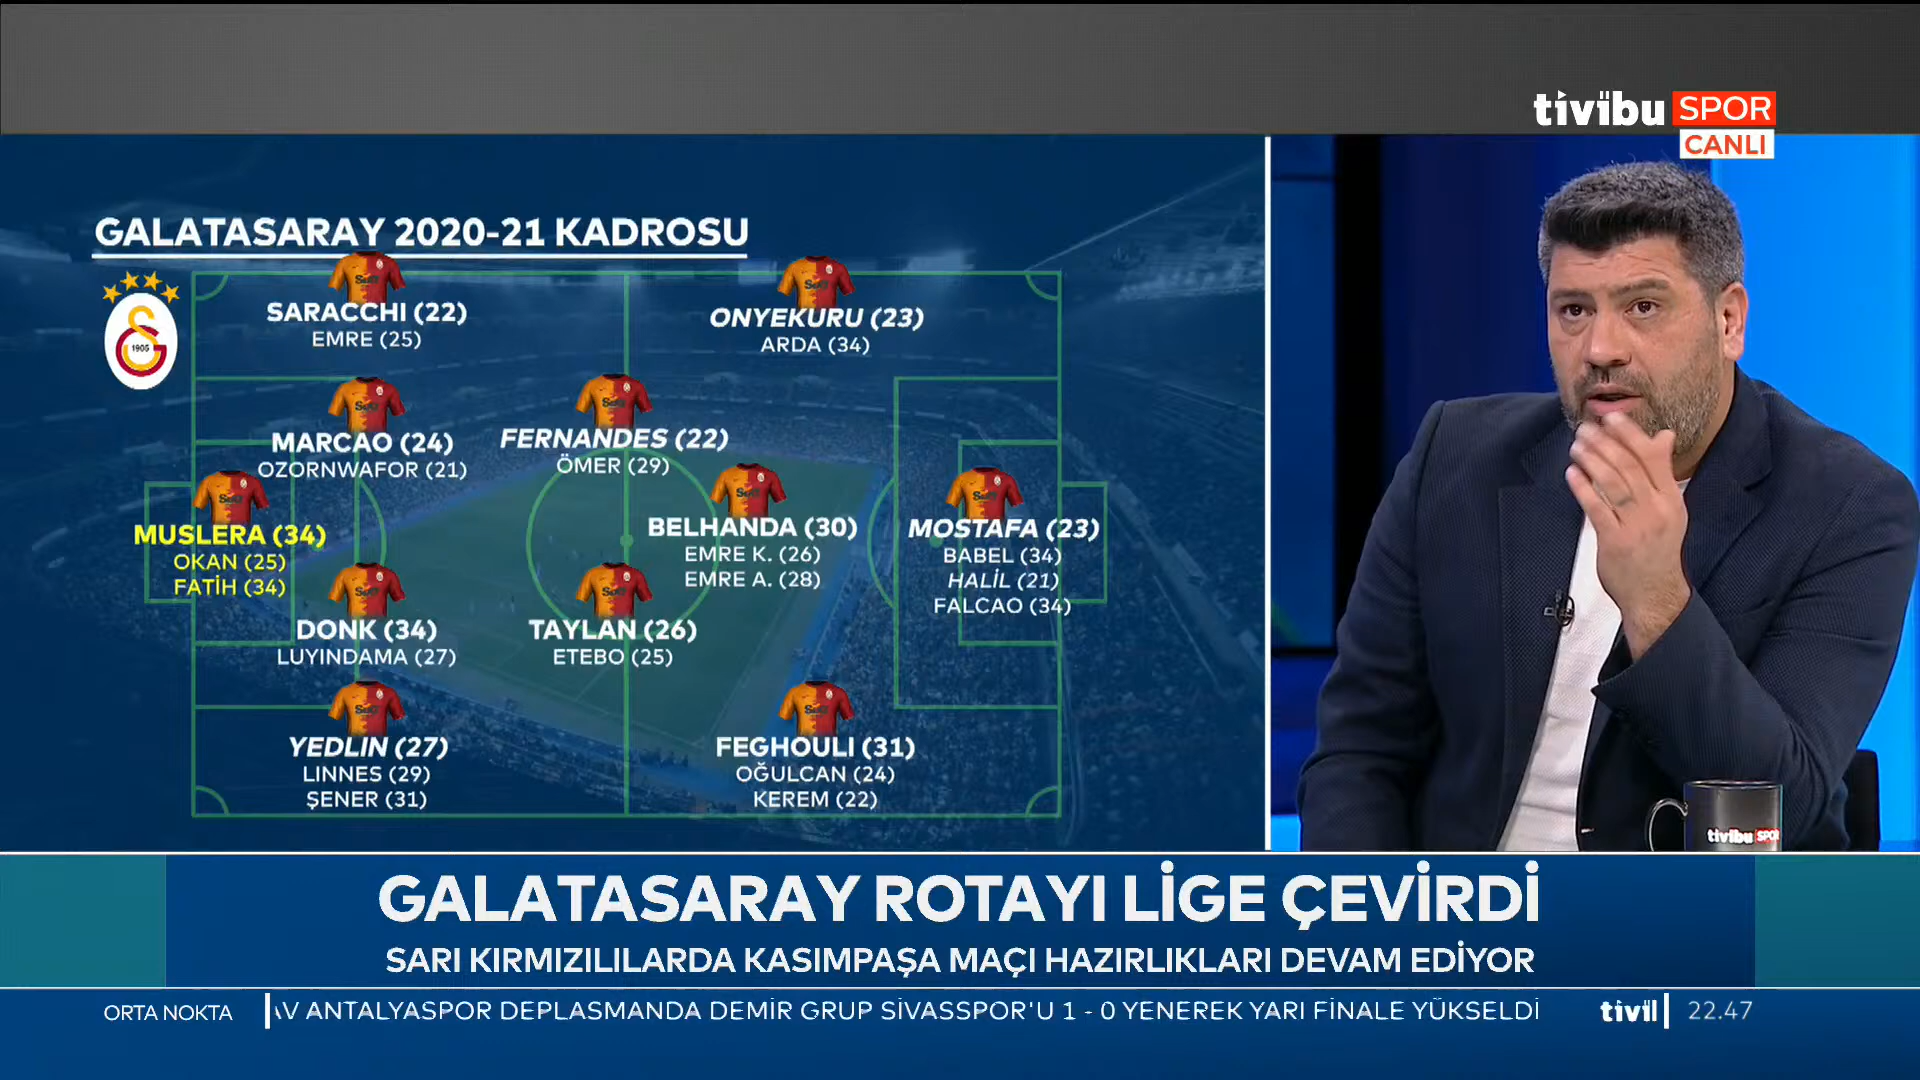 tivibu SPOR
CANLI
GALATASARAY 2020-21 KADROSU
1905
SARACCHI (22)
EMRE (25)
ONYEKURU (23)
ARDA (34)
MARCAO (24)
OZORNWAFOR (21)
FERNANDES (22)
ÖMER (29)
MUSLERA (34)
OKAN (25)
FATİH (34)
BELHANDA (30)
EMRE K. (26)
EMRE A. (28)
MOSTAFA (23)
BABEL (34)
HALİL (21)
FALCAO (34)
DONK (34)
LUYINDAMA (27)
TAYLAN (26)
ETEBO (25)
YEDLIN (27)
LINNES (29)
ŞENER (31)
FEGHOULI (31)
OĞULCAN (24)
KEREM (22)
tivibu SPOR
GALATASARAY ROTAYI LİGE ÇEVİRDİ
SARI KIRMIZILILARDA KASIMPAŞA MAÇI HAZIRLIKLARI DEVAM EDİYOR
ORTA NOKTA
AV ANTALYASPOR DEPLASMANDA DEMİR GRUP SİVASSPOR'U 1 - 0 YENEREK YARI FİNALE YÜKSELDİ
22.47